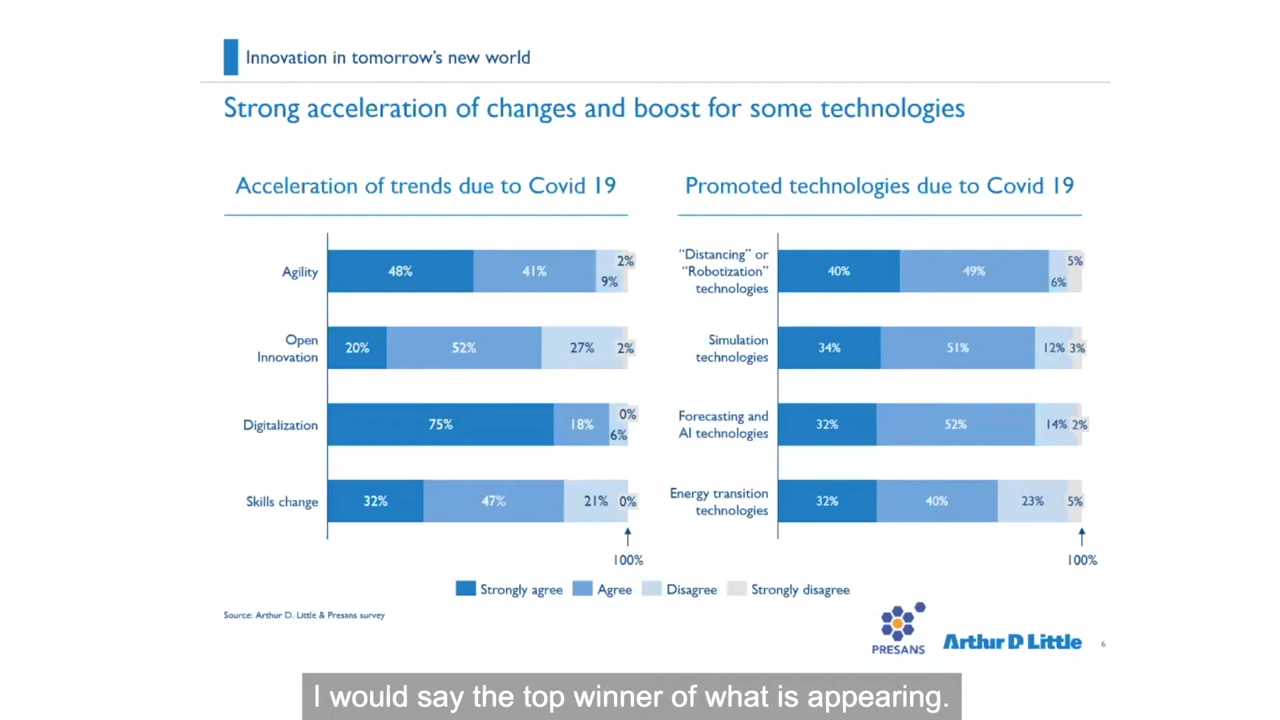 Innovation in tomorrow's new world
Strong acceleration of changes and boost for some technologies
Acceleration of trends due to Covid 19
Agility
48%
41%
9%
2%
Open
Innovation
20%
52%
27%
2%
Digitalization
75%
18%
6%
0%
Skills change
32%
47%
21%
0%
100%
Promoted technologies due to Covid 19
"Distancing" or
"Robotization"
technologies
40%
49%
6%
5%
Simulation
technologies
34%
51%
12%
3%
Forecasting and
AI technologies
32%
52%
14%
2%
Energy transition
technologies
32%
40%
23%
5%
100%
Strongly agree
Agree
Disagree
Strongly disagree
Source: Arthur D. Little & Presans survey
PRESANS
Arthur D Little
6
I would say the top winner of what is appearing.